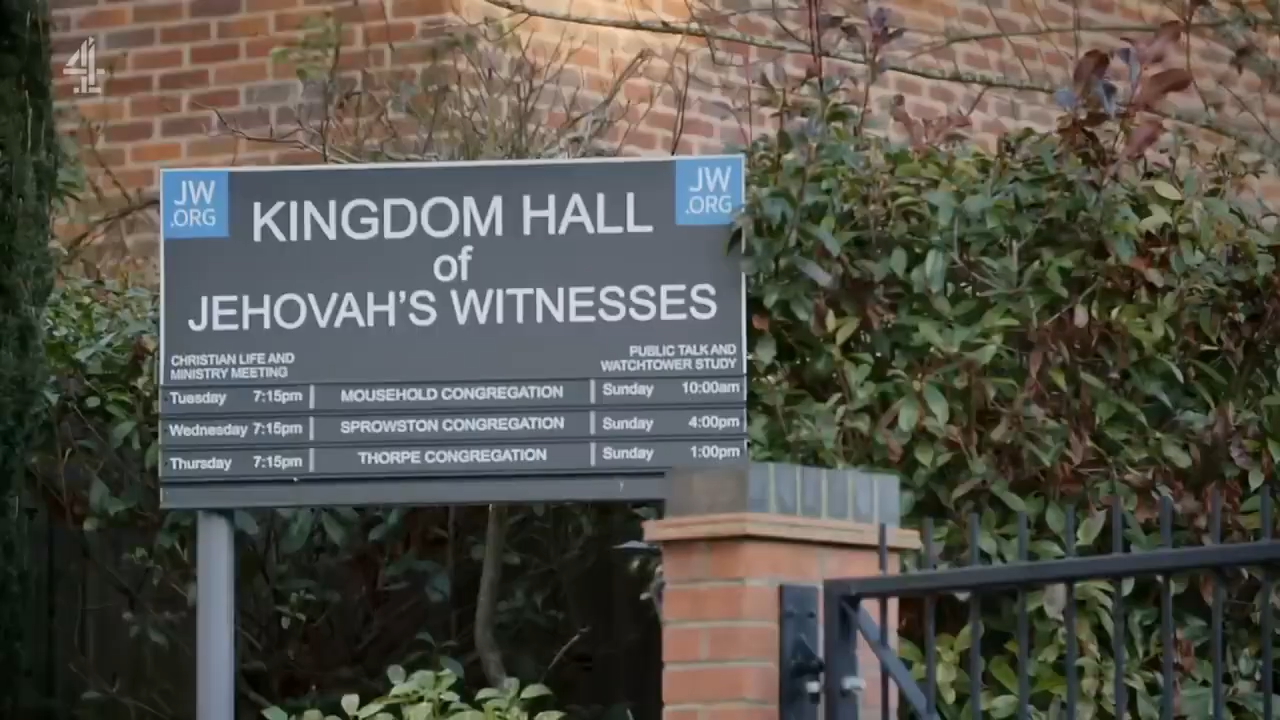 4
JW
.ORG
KINGDOM HALL
JW
.ORG
of
JEHOVAH'S WITNESSES
CHRISTIAN LIFE AND
MINISTRY MEETING
PUBLIC TALK AND
WATCHTOWER STUDY
Tuesday 7:15pm MOUSEHOLD CONGREGATION Sunday 10:00am
Wednesday 7:15pm SPROWSTON CONGREGATION Sunday 4:00pm
Thursday 7:15pm THORPE CONGREGATION Sunday 1:00pm